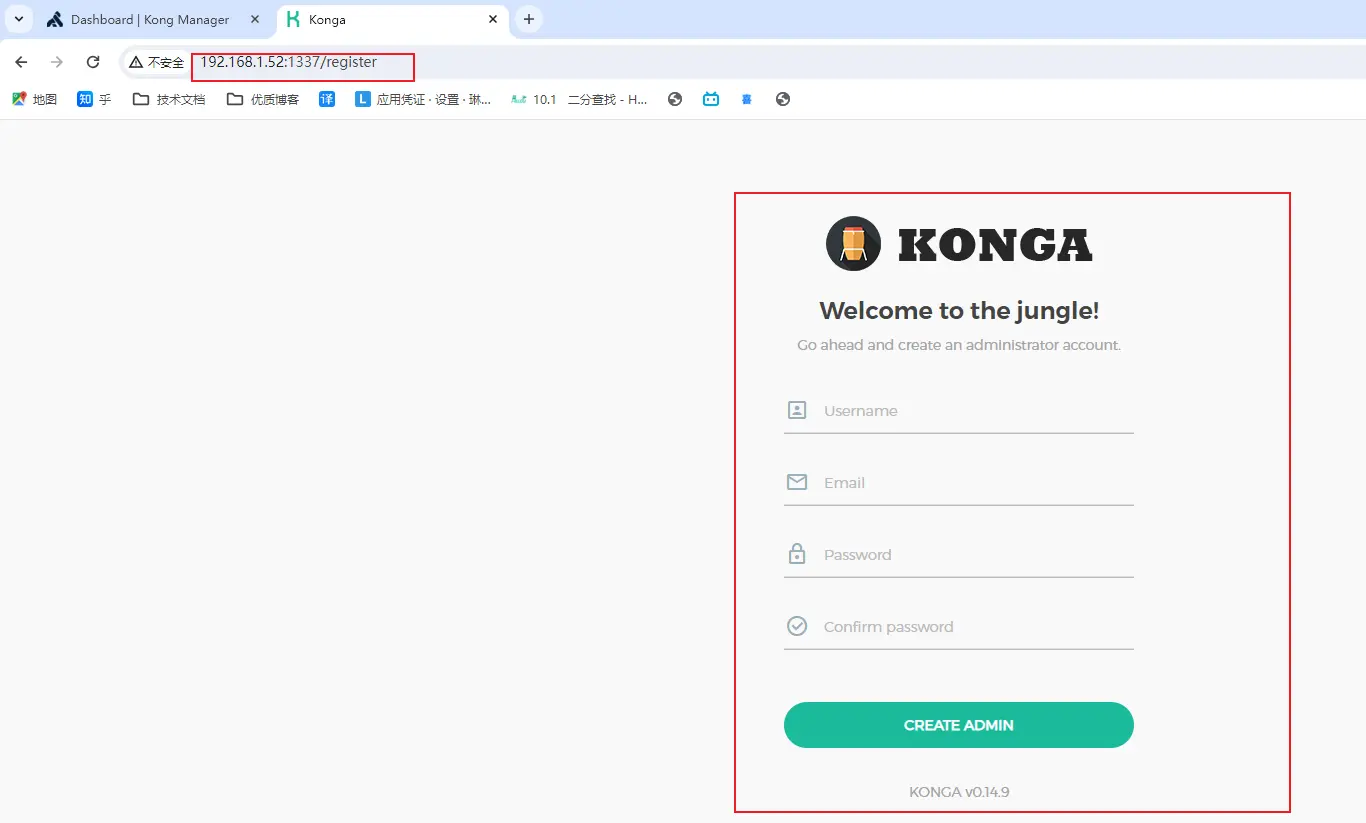 Dashboard | Kong Manager
Konga
不安全 192.168.1.52:1337/register
地图 知 乎 技术文档 优质博客 译 L 应用凭证 · 设置 · 琳... 10.1 二分查找 - H...
KONGA
Welcome to the jungle!
Go ahead and create an administrator account.
Username
Email
Password
Confirm password
CREATE ADMIN
KONGA v0.14.9